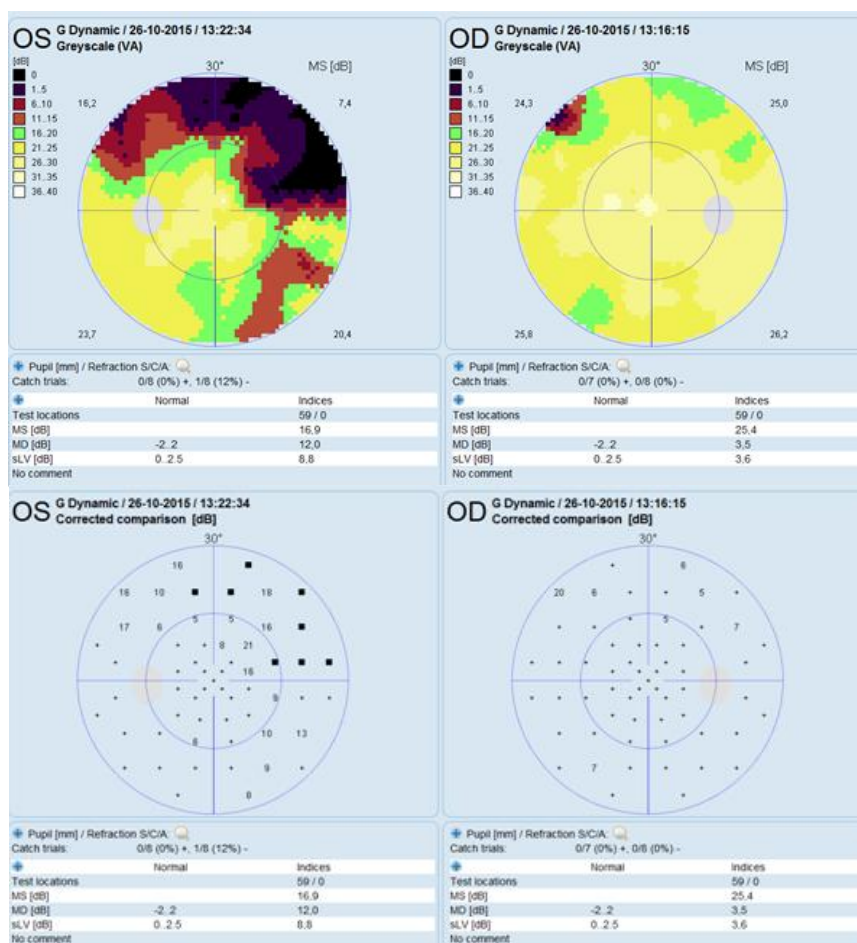 OS G Dynamic / 26-10-2015 / 13:22:34
Greyscale (VA)
[dB]
30°
MS [dB]
0
1..5
6..10
11..15
16..20
21..25
26..30
31..35
36..40
16,2
7,4
23,7
20,4
Pupil [mm] / Refraction S/C/A:
Catch trials: 0/8 (0%) +, 1/8 (12%) -
Normal Indices
Test locations 59 / 0
MS [dB] 16,9
MD [dB] -2..2 12,0
sLV [dB] 0..2.5 8,8
No comment
OD G Dynamic / 26-10-2015 / 13:16:15
Greyscale (VA)
[dB]
30°
MS [dB]
0
1..5
6..10
11..15
16..20
21..25
26..30
31..35
36..40
24,3
25,0
25,8
26,2
Pupil [mm] / Refraction S/C/A:
Catch trials: 0/7 (0%) +, 0/8 (0%) -
Normal Indices
Test locations 59 / 0
MS [dB] 25,4
MD [dB] -2..2 3,5
sLV [dB] 0..2.5 3,6
No comment
OS G Dynamic / 26-10-2015 / 13:22:34
Corrected comparison [dB]
30°
16
16 10 18
5 5
17 6 16
8 21
16
9
10 13
6
9
8
Pupil [mm] / Refraction S/C/A:
Catch trials: 0/8 (0%) +, 1/8 (12%) -
Normal Indices
Test locations 59 / 0
MS [dB] 16,9
MD [dB] -2..2 12,0
sLV [dB] 0..2.5 8,8
No comment
OD G Dynamic / 26-10-2015 / 13:16:15
Corrected comparison [dB]
30°
6
20 6 5
5
7
7
Pupil [mm] / Refraction S/C/A:
Catch trials: 0/7 (0%) +, 0/8 (0%) -
Normal Indices
Test locations 59 / 0
MS [dB] 25,4
MD [dB] -2..2 3,5
sLV [dB] 0..2.5 3,6
No comment